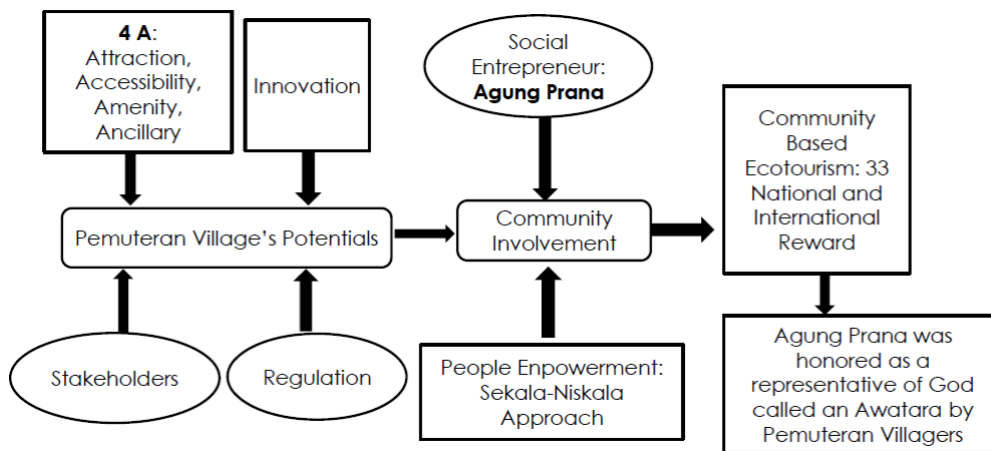 4 A:
Attraction,
Accessibility,
Amenity,
Ancillary
Innovation
Social
Entrepreneur:
Agung Prana
Community
Based
Ecotourism: 33
National and
International
Reward
Pemuteran Village's Potentials
Community
Involvement
Stakeholders
Regulation
People Enpowerment:
Sekala-Niskala
Approach
Agung Prana was
honored as a
representative of God
called an Awatara by
Pemuteran Villagers